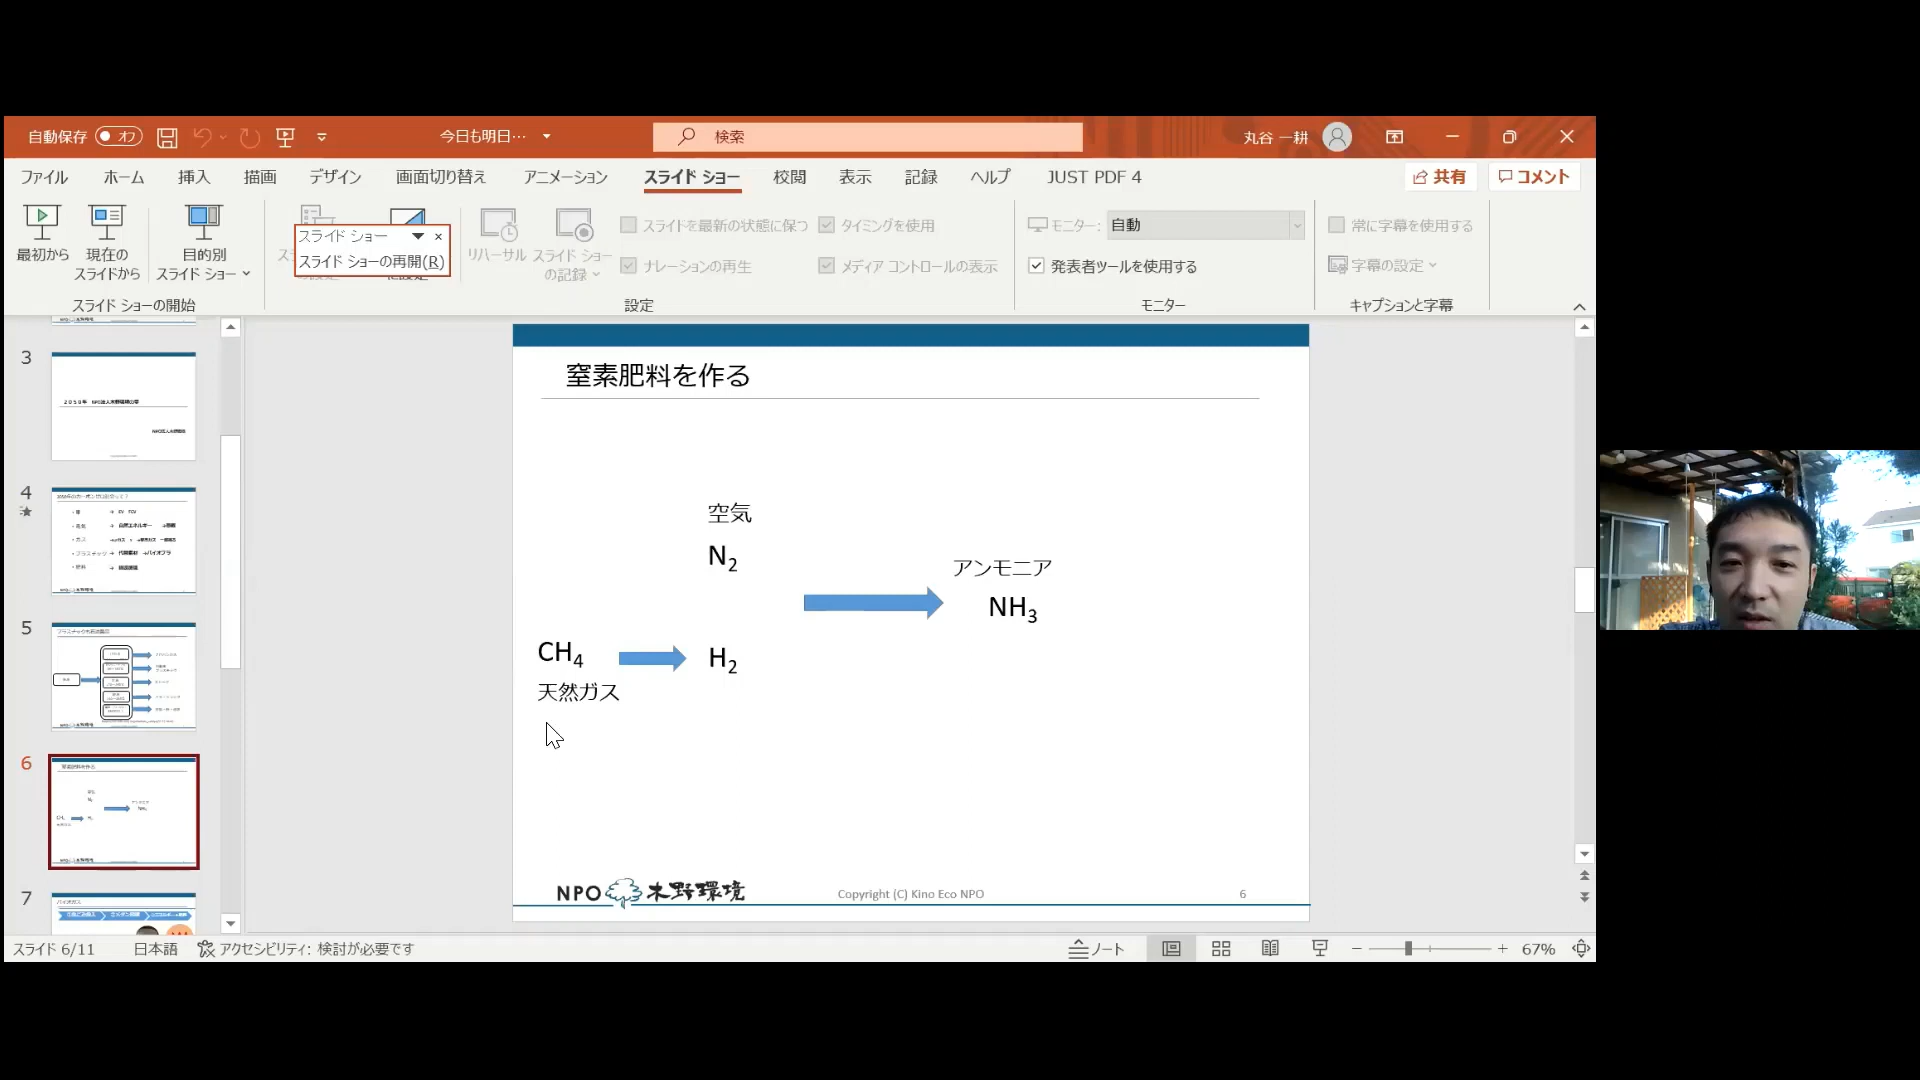 自動保存 オフ
今日も明日…
検索
丸谷 一耕
ファイル ホーム 挿入 描画 デザイン 画面切り替え アニメーション スライド ショー 校閲 表示 記録 ヘルプ JUST PDF 4
共有 コメント
最初から
現在の
スライドから
目的別
スライド ショー
スライド ショーの開始
スライド ショー
スライド ショーの再開(R)
リハーサル
スライド ショー
の記録
スライドを最新の状態に保つ
ナレーションの再生
タイミングを使用
メディア コントロールの表示
設定
モニター: 自動
発表者ツールを使用する
モニター
常に字幕を使用する
字幕の設定
キャプションと字幕
3
4
5
6
7
窒素肥料を作る
空気
N2
アンモニア
NH3
CH4
H2
天然ガス
NPO 木野環境
Copyright (C) Kino Eco NPO
6
スライド 6/11 日本語 アクセシビリティ: 検討が必要です
ノート
67%